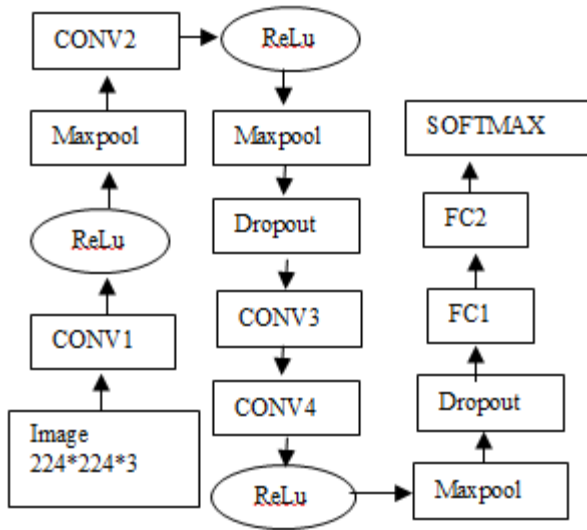 Image
224*224*3
CONV1
ReLu
Maxpool
CONV2
ReLu
Maxpool
Dropout
CONV3
CONV4
ReLu
Maxpool
Dropout
FC1
FC2
SOFTMAX